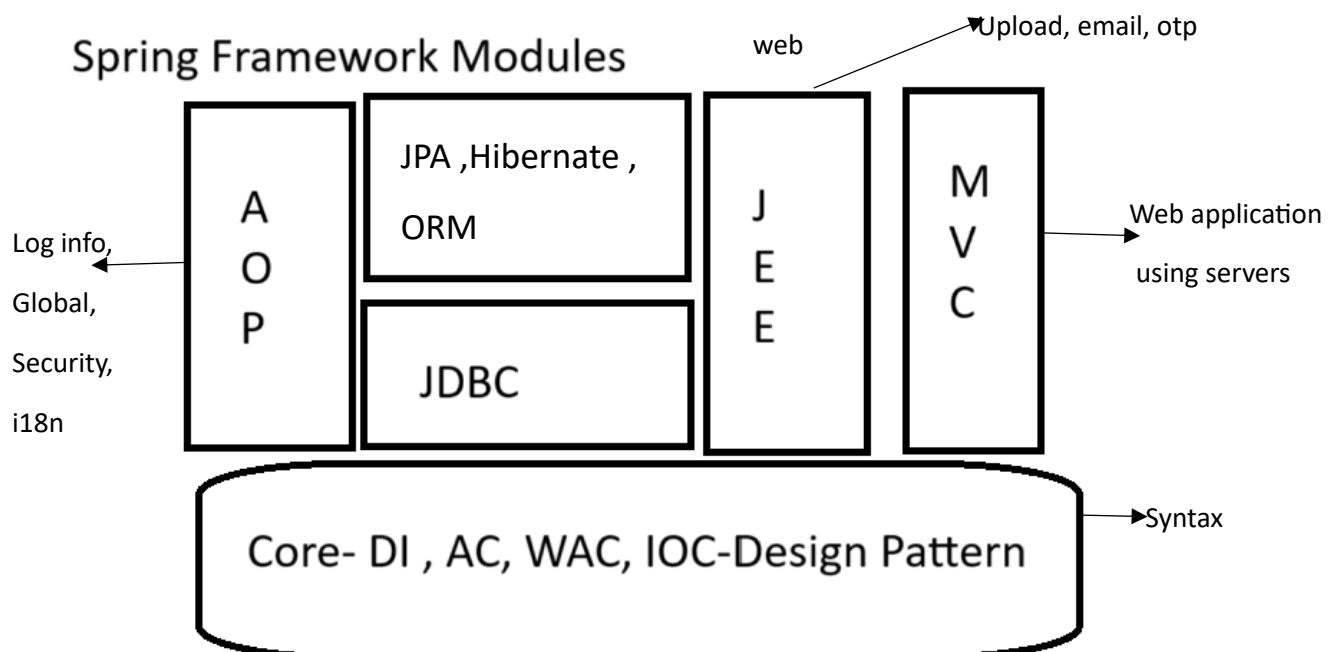 Upload, email, otp
web
Spring Framework Modules
A
O
P
JPA ,Hibernate ,
ORM
JDBC
J
E
E
M
V
C
Log info,
Global,
Security,
i18n
Web application
using servers
Core- DI , AC, WAC, IOC-Design Pattern
Syntax